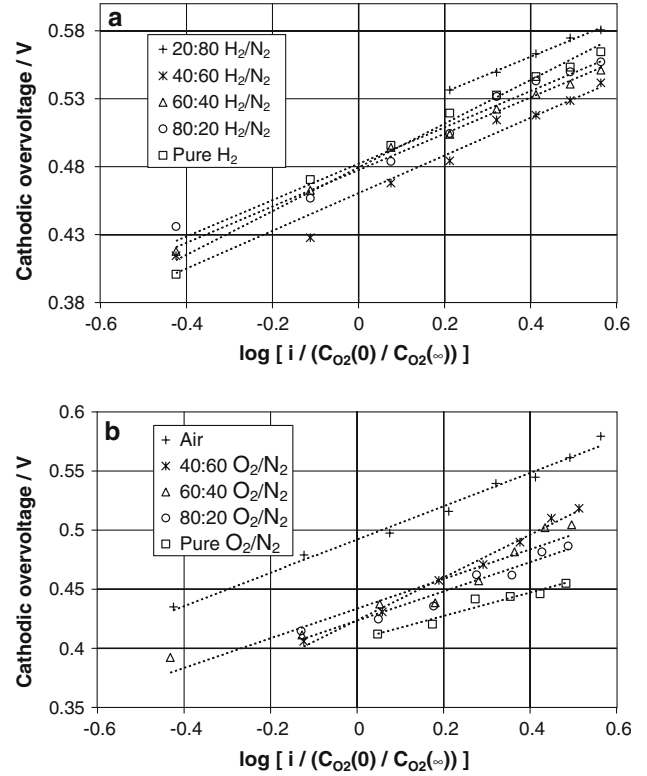 a
0.58
0.53
0.48
0.43
0.38
Cathodic overvoltage / V
+ 20:80 H₂/N₂
40:60 H₂/N₂
60:40 H₂/N₂
80:20 H₂/N₂
Pure H₂
-0.6 -0.4 -0.2 0 0.2 0.4 0.6
log [ i / (C_O2(0) / C_O2(∞)) ]
b
0.6
0.55
0.5
0.45
0.4
0.35
Cathodic overvoltage / V
+ Air
40:60 O₂/N₂
60:40 O₂/N₂
80:20 O₂/N₂
Pure O₂/N₂
-0.6 -0.4 -0.2 0 0.2 0.4 0.6
log [ i / (C_O2(0) / C_O2(∞)) ]